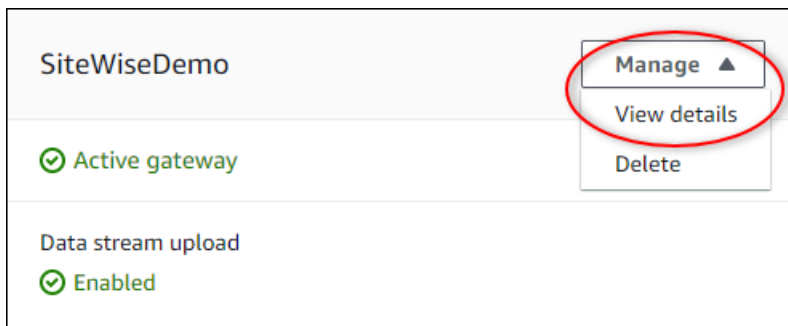 SiteWiseDemo
Manage
View details
Delete
Active gateway
Data stream upload
Enabled